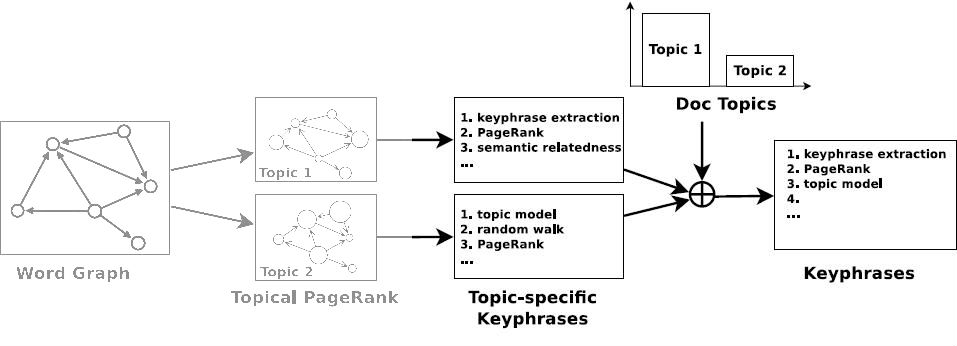 Topic 1
Topic 2
Doc Topics
Word Graph
Topic 1
Topic 2
Topical PageRank
1. keyphrase extraction
2. PageRank
3. semantic relatedness
...
1. topic model
2. random walk
3. PageRank
...
Topic-specific
Keyphrases
1. keyphrase extraction
2. PageRank
3. topic model
4.
...
Keyphrases